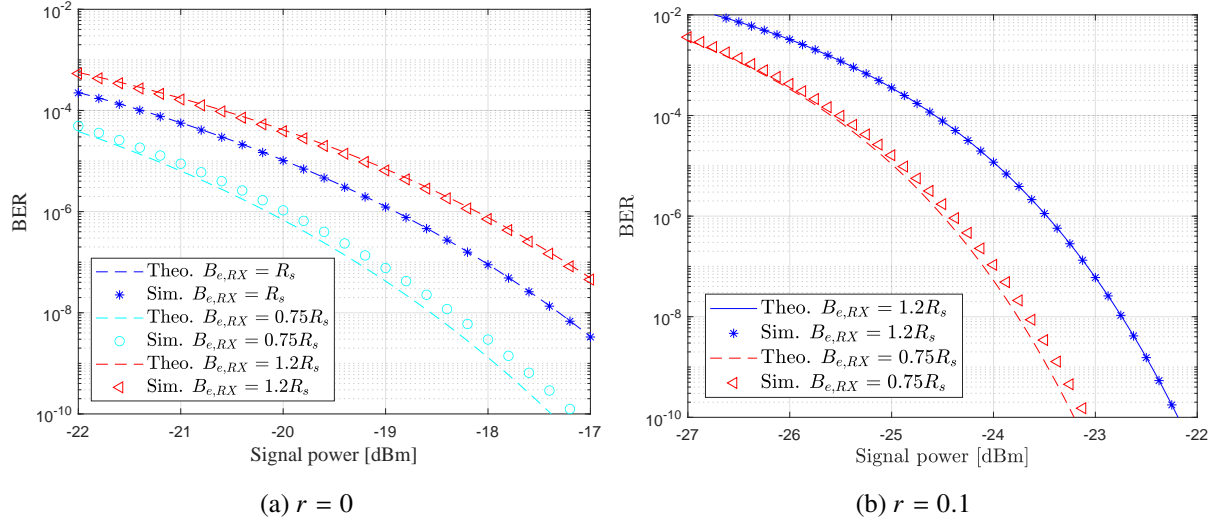 10^-2
10^-4
10^-6
10^-8
10^-10
BER
-22 -21 -20 -19 -18 -17
Signal power [dBm]
Theo. B_{e,RX} = R_s
Sim. B_{e,RX} = R_s
Theo. B_{e,RX} = 0.75R_s
Sim. B_{e,RX} = 0.75R_s
Theo. B_{e,RX} = 1.2R_s
Sim. B_{e,RX} = 1.2R_s
(a) r = 0
10^-2
10^-4
10^-6
10^-8
10^-10
BER
-27 -26 -25 -24 -23 -22
Signal power [dBm]
Theo. B_{e,RX} = 1.2R_s
Sim. B_{e,RX} = 1.2R_s
Theo. B_{e,RX} = 0.75R_s
Sim. B_{e,RX} = 0.75R_s
(b) r = 0.1